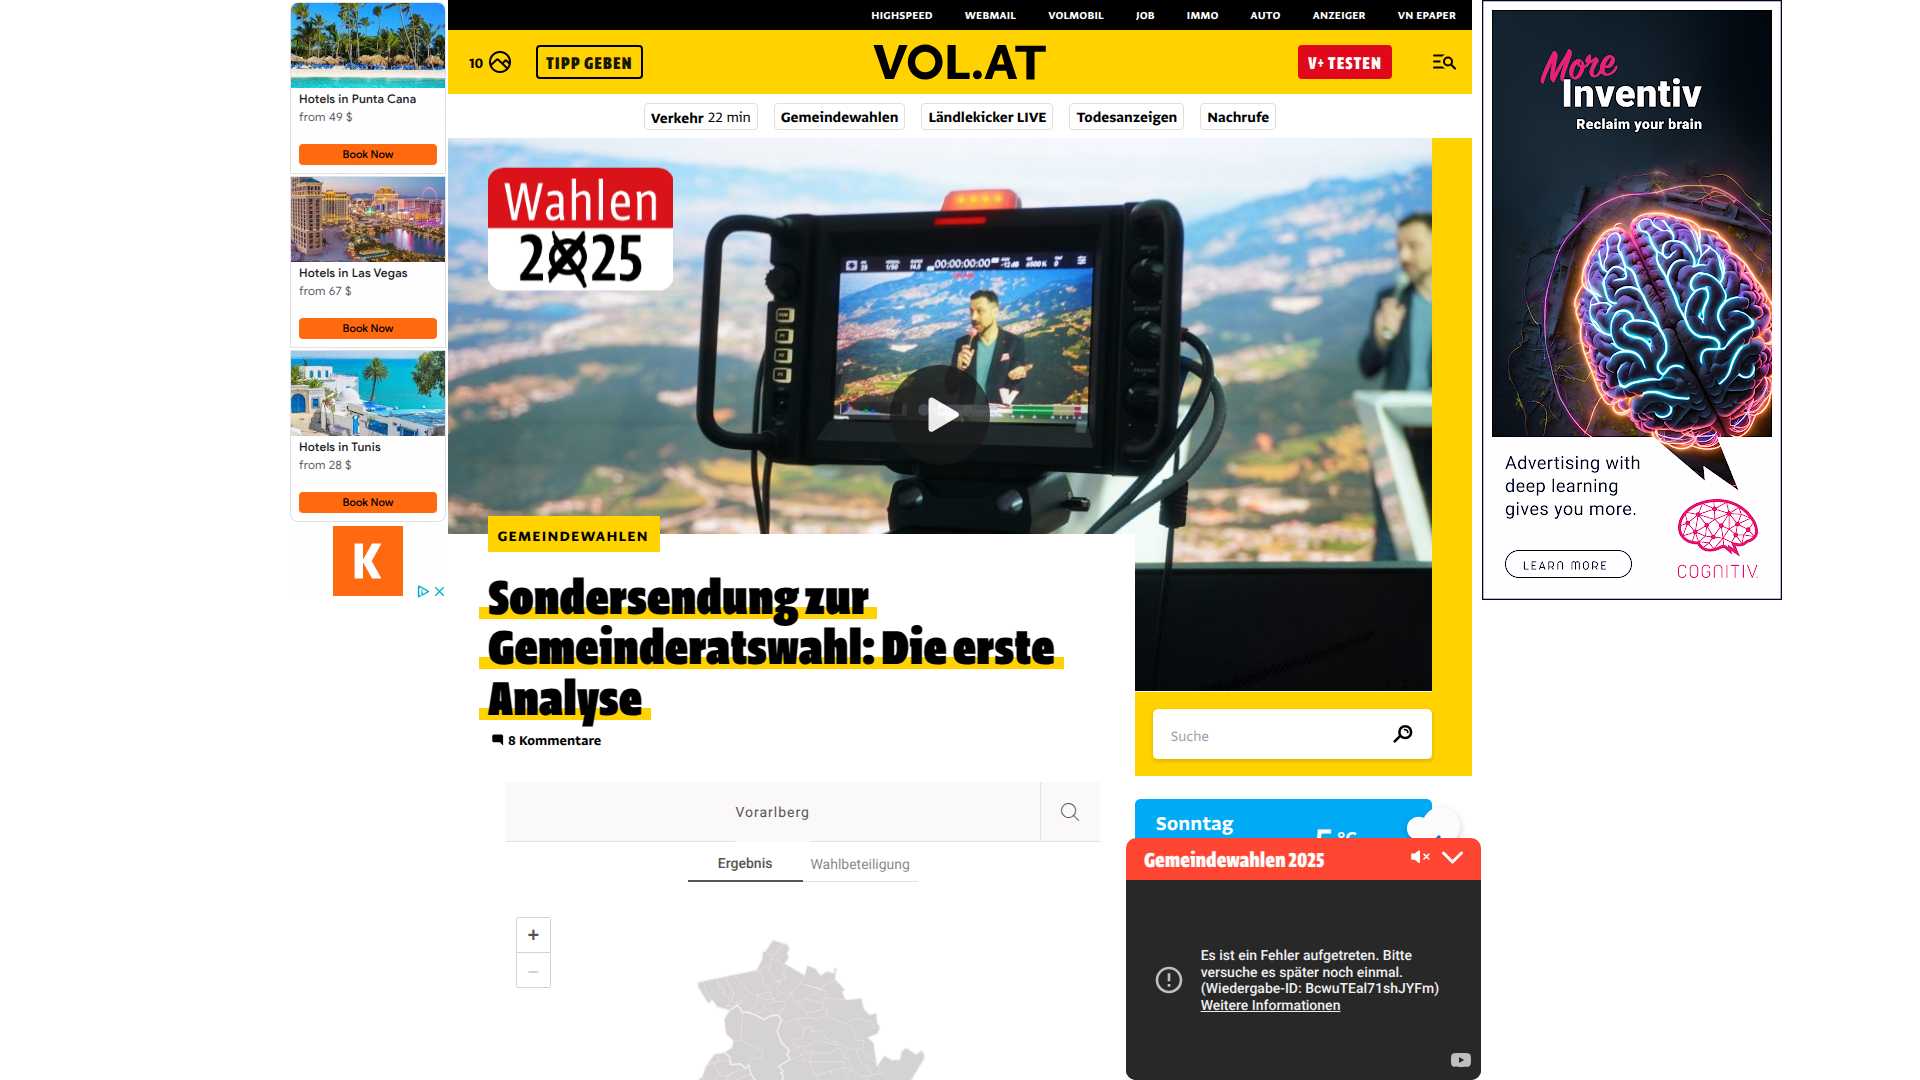 HIGHSPEED WEBMAIL VOLMOBIL JOB IMMO AUTO ANZEIGER VN EPAPER
10 TIPP GEBEN VOL.AT V+ TESTEN
Verkehr 22 min Gemeindewahlen Ländlekicker LIVE Todesanzeigen Nachrufe
Hotels in Punta Cana
from 49 $
Book Now
Hotels in Las Vegas
from 67 $
Book Now
Hotels in Tunis
from 28 $
Book Now
K
Wahlen
2025
00:00:00:00
GEMEINDEWAHLEN
Sondersendung zur
Gemeinderatswahl: Die erste
Analyse
8 Kommentare
Vorarlberg
Ergebnis Wahlbeteiligung
+
–
Suche
Sonntag
Gemeindewahlen 2025
Es ist ein Fehler aufgetreten. Bitte
versuche es später noch einmal.
(Wiedergabe-ID: BcwuTEal71shJYFm)
Weitere Informationen
More
Inventiv
Reclaim your brain
Advertising with
deep learning
gives you more.
LEARN MORE
COGNITIV.